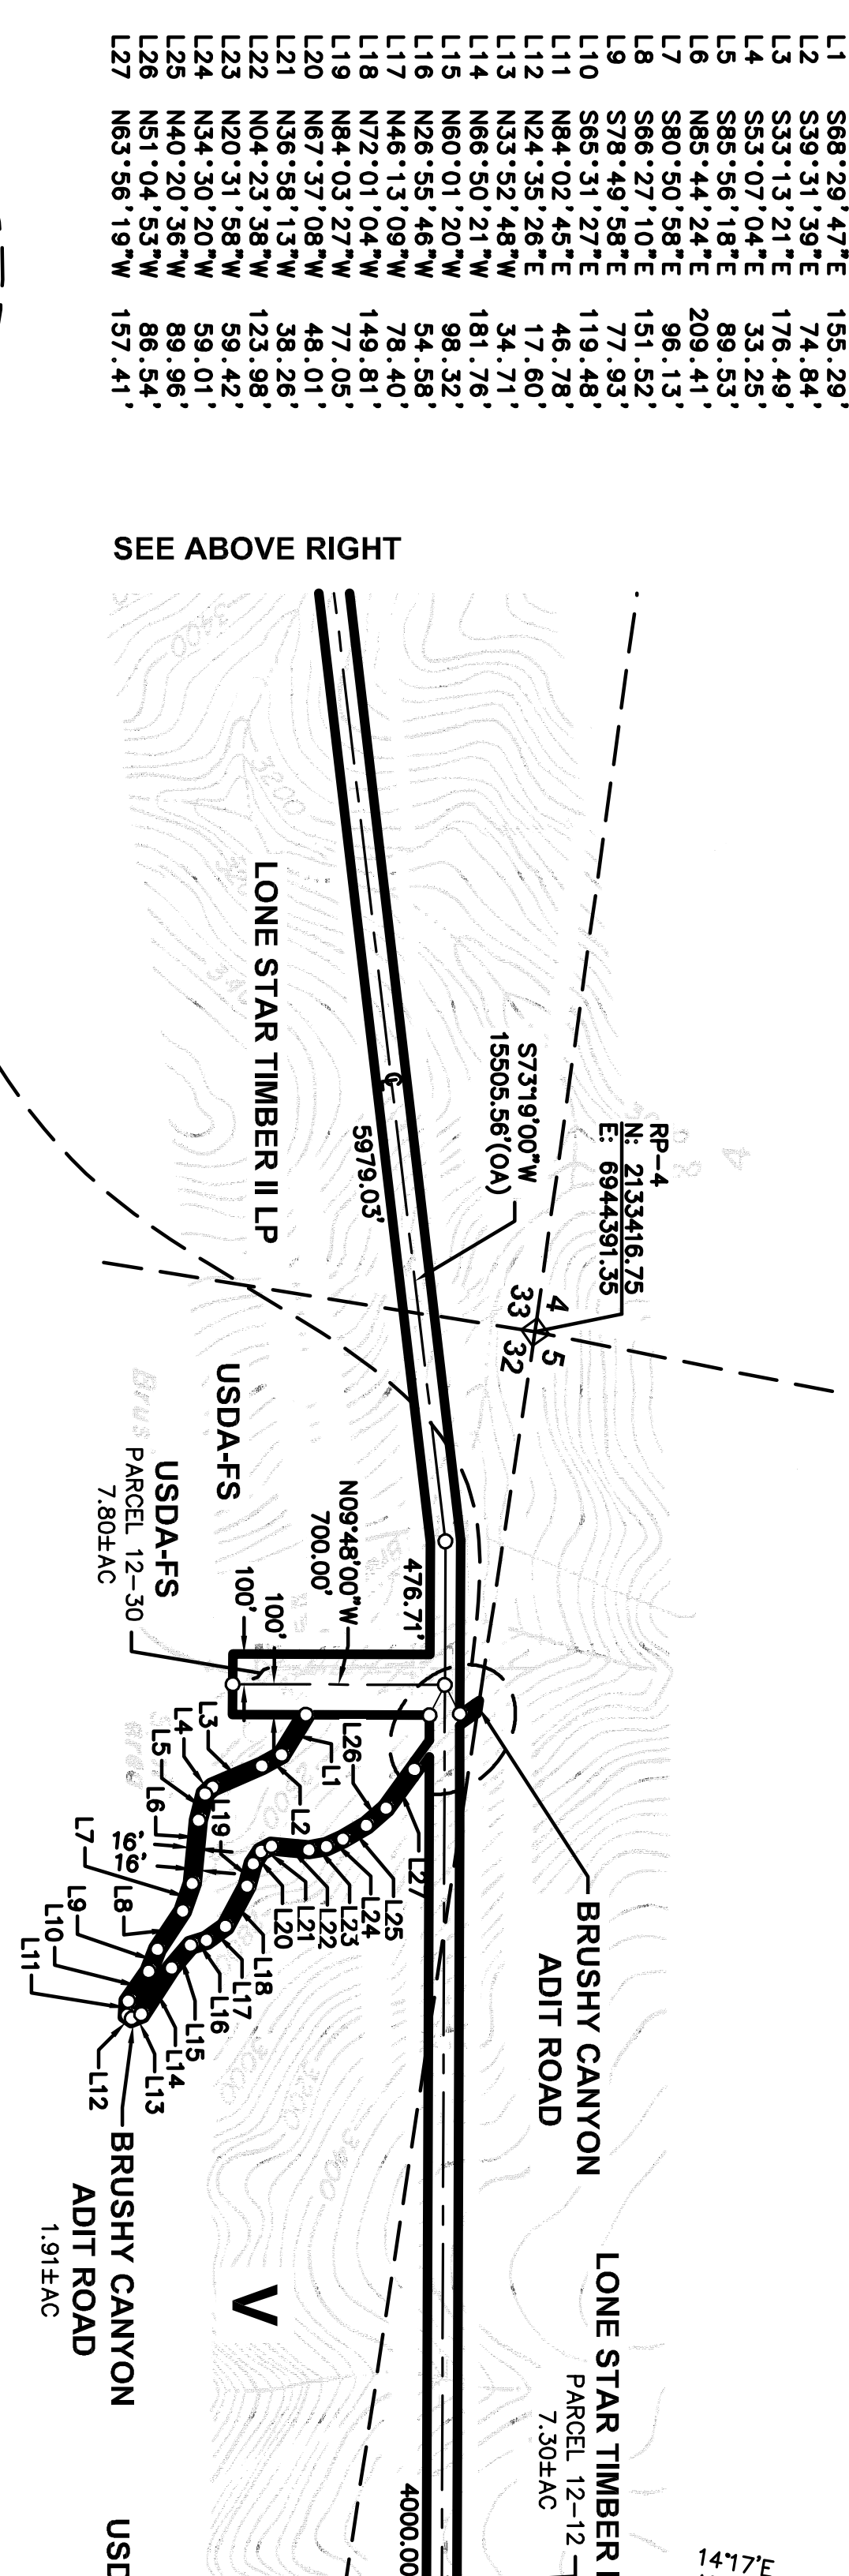 L1 S68°29'47"E 155.29'
L2 S39°31'39"E 74.84'
L3 S33°13'21"E 176.49'
L4 S53°07'04"E 33.25'
L5 S85°56'18"E 89.53'
L6 N85°44'24"E 209.41'
L7 S80°50'58"E 96.13'
L8 S66°27'10"E 151.52'
L9 S78°49'58"E 77.93'
L10 S65°31'27"E 119.48'
L11 N84°02'45"E 46.78'
L12 N24°35'26"E 17.60'
L13 N33°52'48"W 34.71'
L14 N66°50'21"W 181.76'
L15 N60°01'20"W 98.32'
L16 N26°55'46"W 54.58'
L17 N46°13'09"W 78.40'
L18 N72°01'04"W 149.81'
L19 N84°03'27"W 77.05'
L20 N67°37'08"W 48.01'
L21 N36°58'13"W 38.26'
L22 N04°23'38"W 123.98'
L23 N20°31'58"W 59.42'
L24 N34°30'20"W 59.01'
L25 N40°20'36"W 89.96'
L26 N51°04'53"W 86.54'
L27 N63°56'19"W 157.41'
SEE ABOVE RIGHT
3400
3200
LONE STAR TIMBER II LP
5979.03'
S73°19'00"W
15505.56'(OA)
RP-4
N: 2133416.75
E: 6944391.35
4
5
33
32
USDA-FS
USDA-FS
PARCEL 12-30
7.80±AC
N09°48'00"W
700.00'
476.71'
100'
100'
L1
L2
L3
L4
L5
L6
L7
L8
L9
L10
L11
L12
L13
L14
L15
L16
L17
L18
L19
L20
L21
L22
L23
L24
L25
L26
L27
16'
16'
BRUSHY CANYON
ADIT ROAD
BRUSHY CANYON
ADIT ROAD
1.91±AC
3400
V
LONE STAR TIMBER
PARCEL 12-12
7.30±AC
4000.00
USD
14°17'E